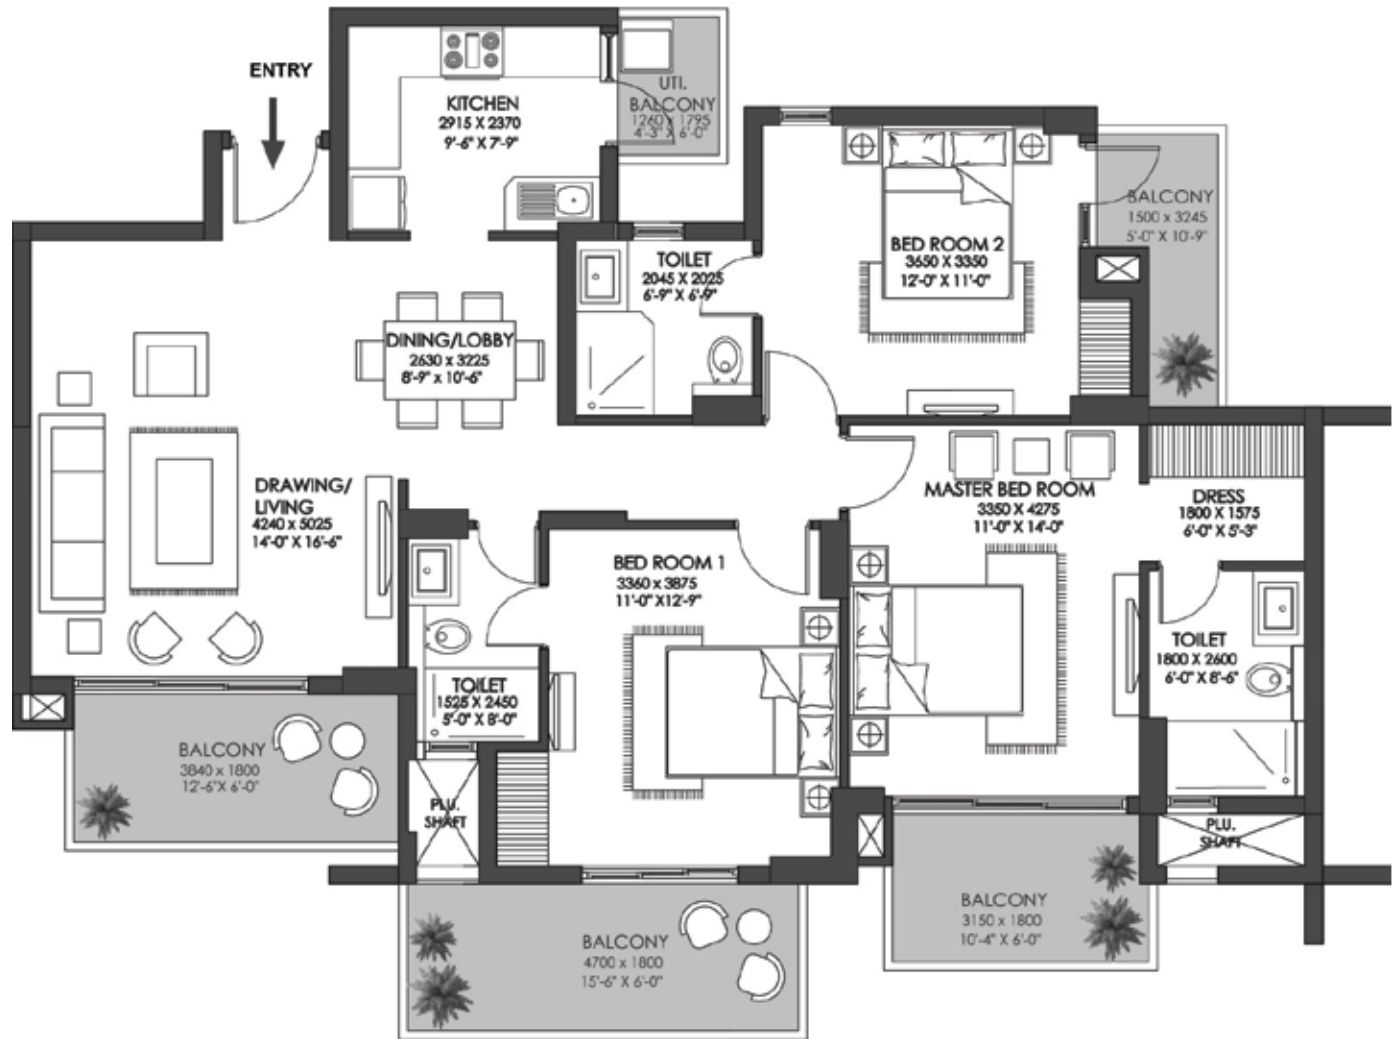 ENTRY
KITCHEN
2915 X 2370
9'-6" X 7'-9"
UTI.
BALCONY
1260 X 1795
4'-3" X 6'-0"
BALCONY
1500 x 3245
5'-0" X 10'-9"
BED ROOM 2
3650 X 3350
12'-0" X 11'-0"
TOILET
2045 X 2025
6'-9" X 6'-9"
DINING/LOBBY
2630 x 3225
8'-9" x 10'-6"
DRAWING/
LIVING
4240 x 5025
14'-0" X 16'-6"
MASTER BED ROOM
3350 X 4275
11'-0" X 14'-0"
DRESS
1800 X 1575
6'-0" X 5'-3"
BED ROOM 1
3360 x 3875
11'-0" X12'-9"
TOILET
1800 X 2600
6'-0" X 8'-6"
TOILET
1525 X 2450
5'-0" X 8'-0"
BALCONY
3840 x 1800
12'-6"X 6'-0"
PLU.
SHAFT
PLU.
SHAFT
BALCONY
3150 x 1800
10'-4" X 6'-0"
BALCONY
4700 x 1800
15'-6" X 6'-0"